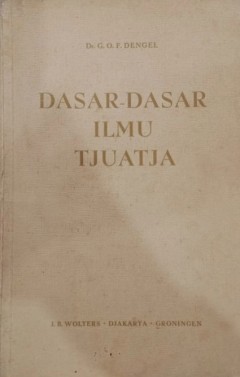 Dr. G. O. F. DENGEL
DASAR-DASAR
ILMU
TJUATJA
J. B. WOLTERS - DJAKARTA - GRONINGEN